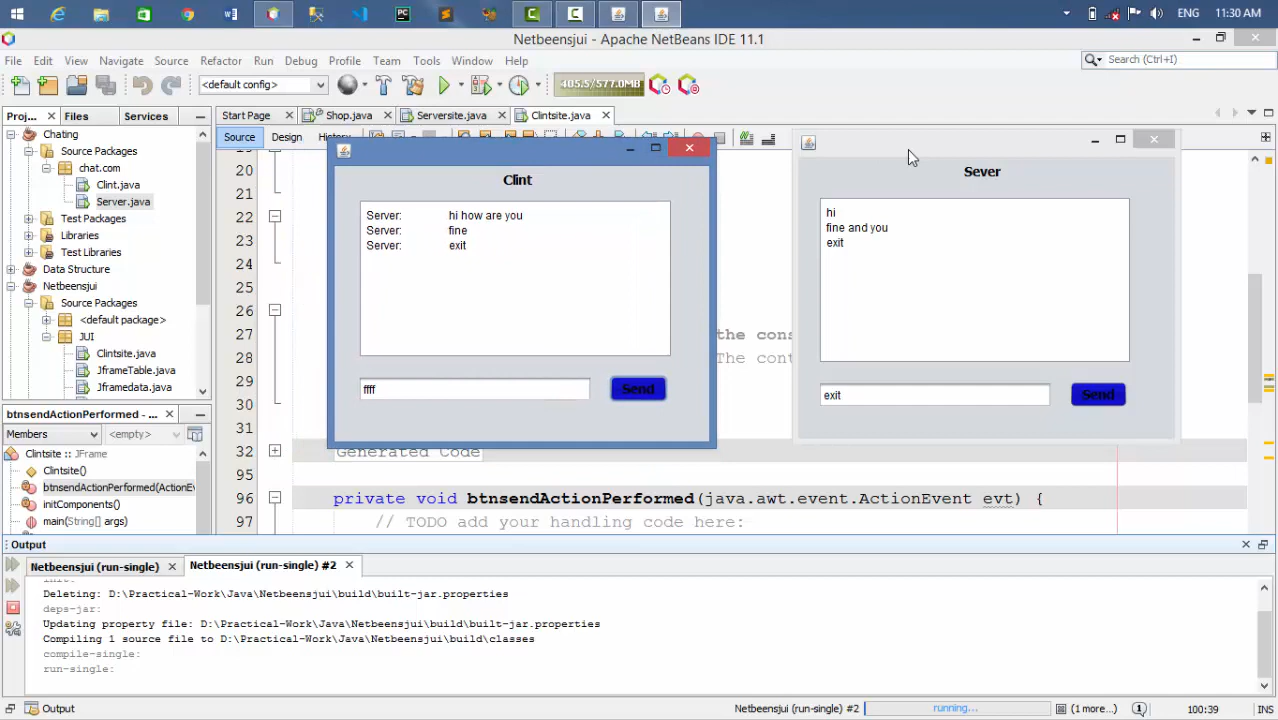 ENG 11:30 AM
Netbeensjui - Apache NetBeans IDE 11.1
File Edit View Navigate Source Refactor Run Debug Profile Team Tools Window Help
Search (Ctrl+I)
<default config>
405.5/577.0MB
Proj... Files Services
Start Page Shop.java Serversite.java Clintsite.java
Source Design History
Chating
Source Packages
chat.com
Clint.java
Server.java
Test Packages
Libraries
Test Libraries
Data Structure
Netbeensjui
Source Packages
<default package>
JUI
Clintsite.java
JframeTable.java
Jframedata.java
btnsendActionPerformed - ...
Members <empty>
Clintsite :: JFrame
Clintsite()
btnsendActionPerformed(ActionEv
initComponents()
main(String[] args)
20
21
22
23
24
26
27 the cons
28 The cont
29
30
31
32 Generated Code
95
96 private void btnsendActionPerformed(java.awt.event.ActionEvent evt) {
97 // TODO add your handling code here:
Clint
Server: hi how are you
Server: fine
Server: exit
ffff
Send
Sever
hi
fine and you
exit
exit
Send
Output
Netbeensjui (run-single) Netbeensjui (run-single) #2
Deleting: D:\Practical-Work\Java\Netbeensjui\build\built-jar.properties
deps-jar:
Updating property file: D:\Practical-Work\Java\Netbeensjui\build\built-jar.properties
Compiling 1 source file to D:\Practical-Work\Java\Netbeensjui\build\classes
compile-single:
run-single:
Output
Netbeensjui (run-single) #2 running... (1 more...) 1 100:39 INS